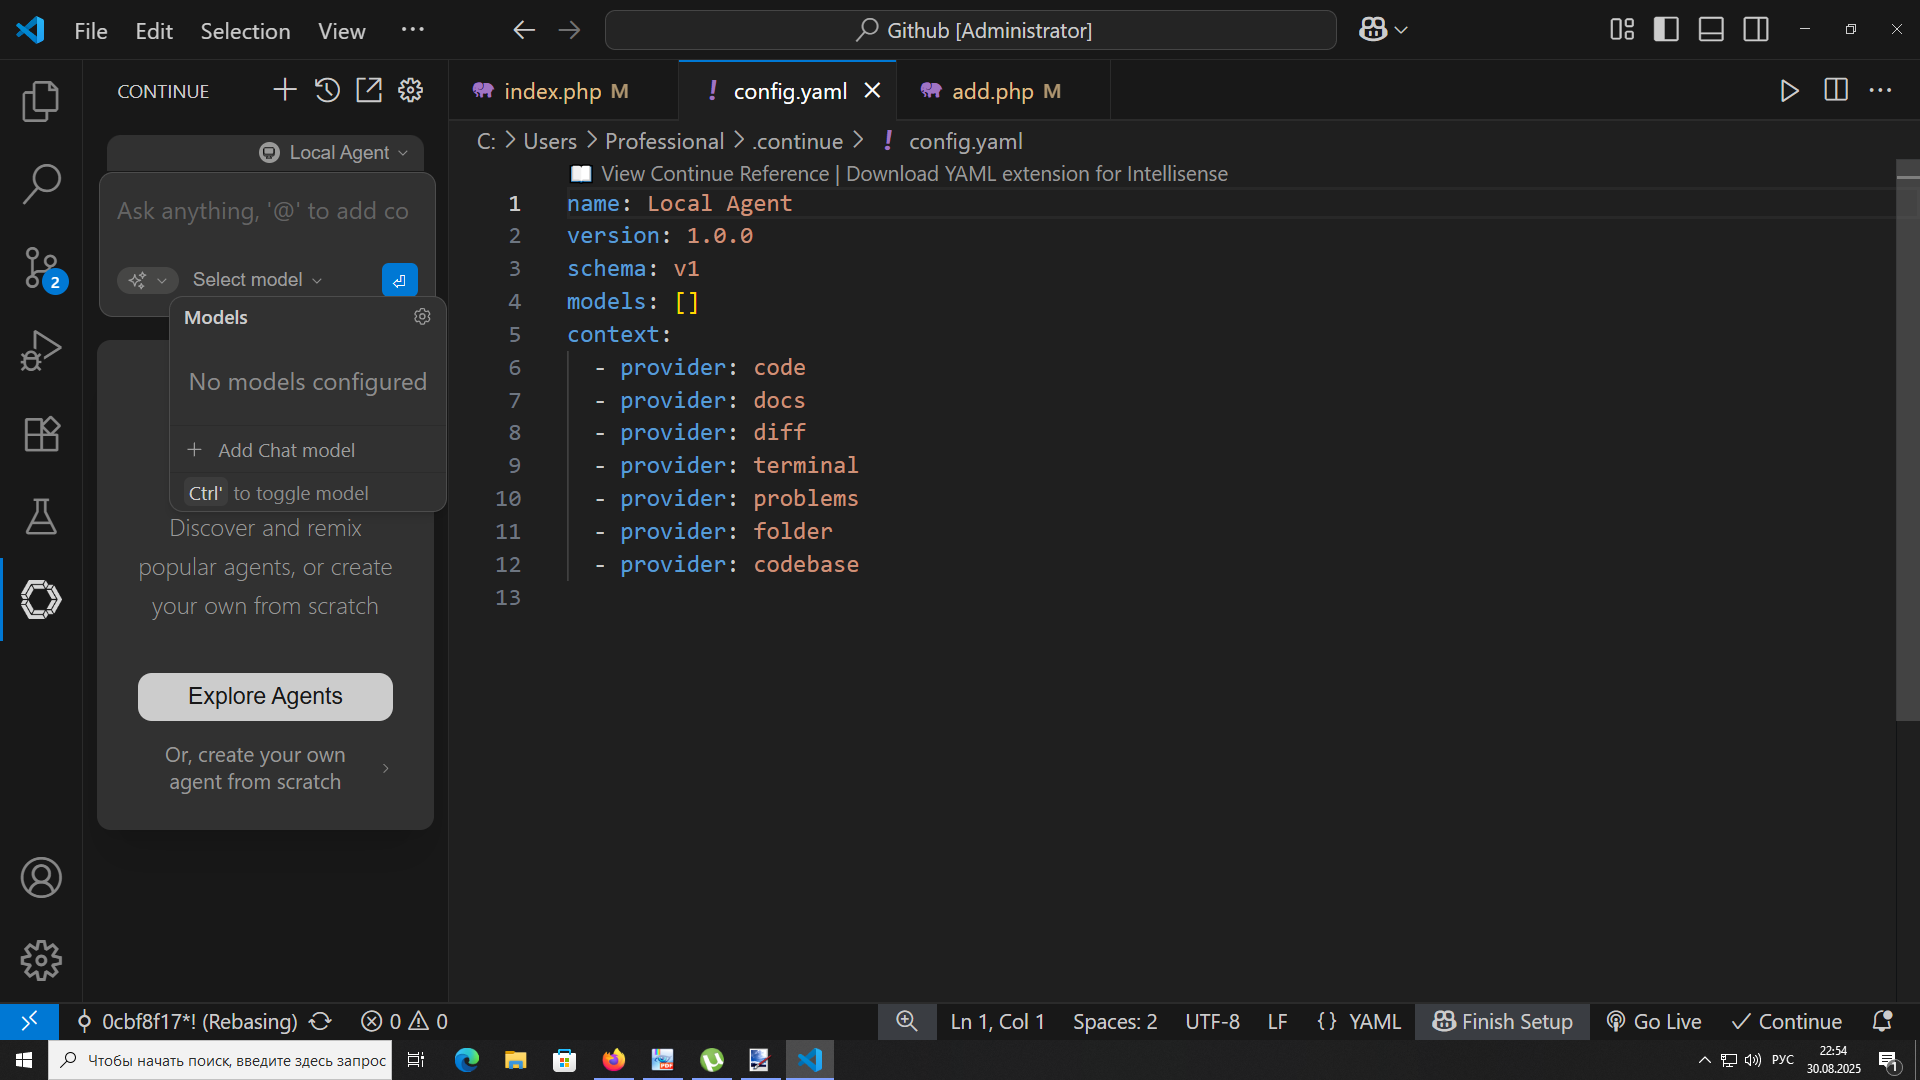 File Edit Selection View ...
Github [Administrator]
CONTINUE
index.php M
config.yaml
add.php M
C: > Users > Professional > .continue > ! config.yaml
Local Agent
Ask anything, '@' to add co
Select model
Models
No models configured
+ Add Chat model
Ctrl' to toggle model
Discover and remix
popular agents, or create
your own from scratch
Explore Agents
Or, create your own
agent from scratch
View Continue Reference | Download YAML extension for Intellisense
1 name: Local Agent
2 version: 1.0.0
3 schema: v1
4 models: []
5 context:
6 - provider: code
7 - provider: docs
8 - provider: diff
9 - provider: terminal
10 - provider: problems
11 - provider: folder
12 - provider: codebase
13
2
0cbf8f17*! (Rebasing) 0 0
Ln 1, Col 1 Spaces: 2 UTF-8 LF {} YAML Finish Setup Go Live Continue
Чтобы начать поиск, введите здесь запрос
РУС
22:54
30.08.2025
1